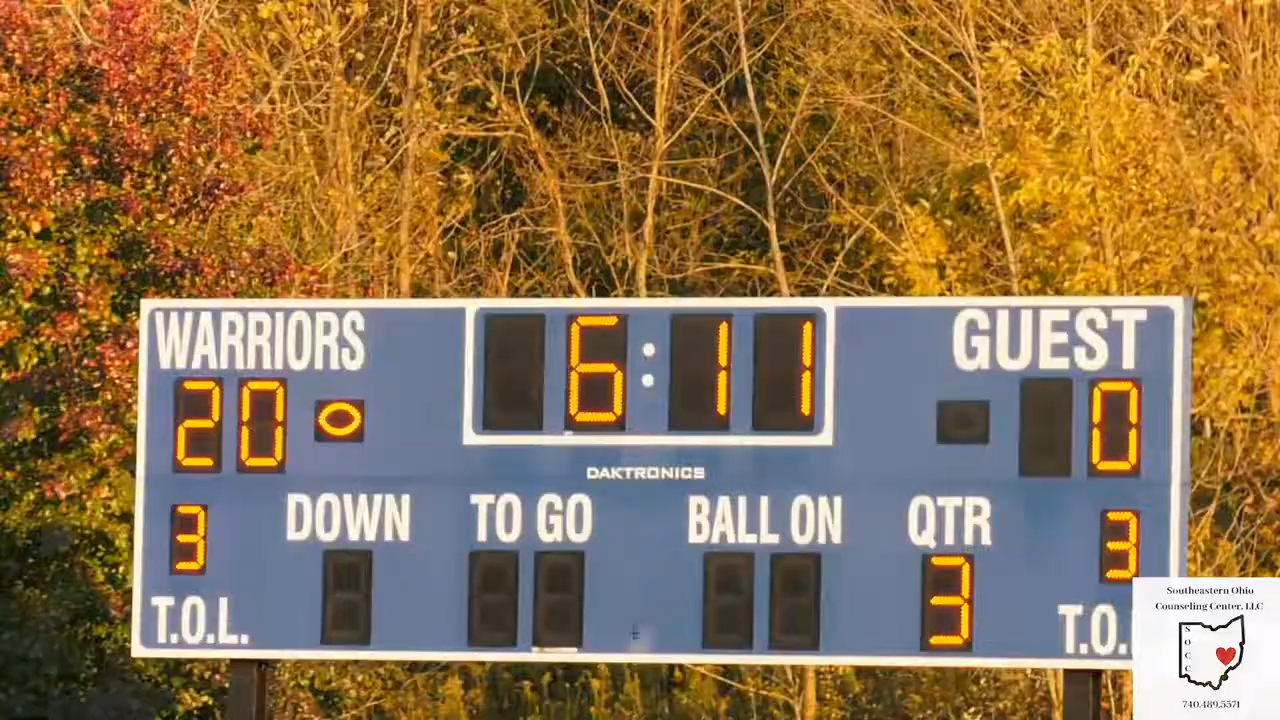 WARRIORS
6:11
GUEST
20
0
DAKTRONICS
DOWN
TO GO
BALL ON
QTR
3
3
3
T.O.L.
T.O.
Southeastern Ohio
Counseling Center, LLC
S
O
C
C
740.489.5571